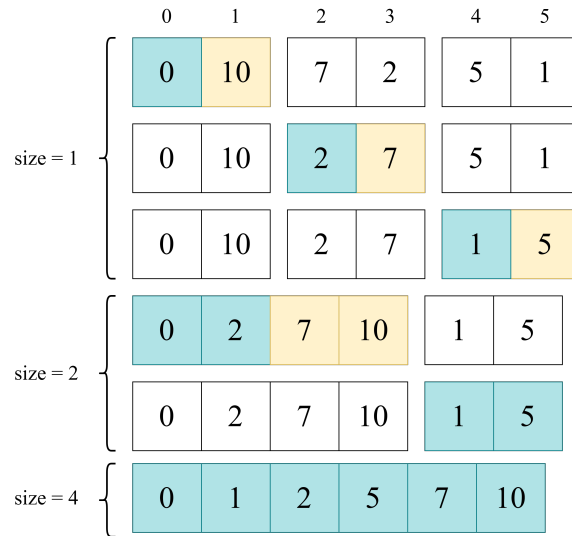 0 1 2 3 4 5
0 10 7 2 5 1
size = 1
0 10 2 7 5 1
0 10 2 7 1 5
0 2 7 10 1 5
size = 2
0 2 7 10 1 5
size = 4
0 1 2 5 7 10